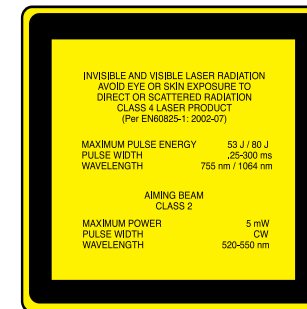 INVISIBLE AND VISIBLE LASER RADIATION
AVOID EYE OR SKIN EXPOSURE TO
DIRECT OR SCATTERED RADIATION
CLASS 4 LASER PRODUCT
(Per EN60825-1: 2002-07)
MAXIMUM PULSE ENERGY 53 J / 80 J
PULSE WIDTH .25-300 ms
WAVELENGTH 755 nm / 1064 nm
AIMING BEAM
CLASS 2
MAXIMUM POWER 5 mW
PULSE WIDTH CW
WAVELENGTH 520-550 nm